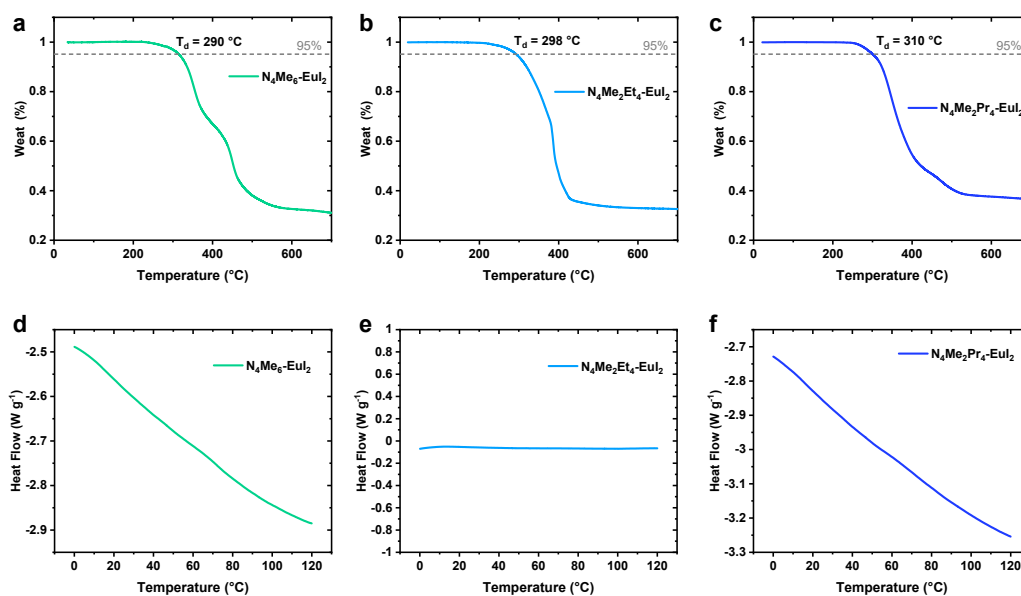 a
T_d = 290 °C
95%
N₄Me₆-EuI₂
1
0.8
0.6
0.4
0.2
Weat (%)
0
200
400
600
Temperature (°C)
b
T_d = 298 °C
95%
N₄Me₂Et₄-EuI₂
1
0.8
0.6
0.4
0.2
Weat (%)
0
200
400
600
Temperature (°C)
c
T_d = 310 °C
95%
N₄Me₂Pr₄-EuI₂
1
0.8
0.6
0.4
0.2
Weat (%)
0
200
400
600
Temperature (°C)
d
N₄Me₆-EuI₂
-2.5
-2.6
-2.7
-2.8
-2.9
Heat Flow (W g⁻¹)
0
20
40
60
80
100
120
Temperature (°C)
e
N₄Me₂Et₄-EuI₂
1
0.8
0.6
0.4
0.2
0
-0.2
-0.4
-0.6
-0.8
-1
Heat Flow (W g⁻¹)
0
20
40
60
80
100
120
Temperature (°C)
f
N₄Me₂Pr₄-EuI₂
-2.7
-2.8
-2.9
-3
-3.1
-3.2
-3.3
Heat Flow (W g⁻¹)
0
20
40
60
80
100
120
Temperature (°C)